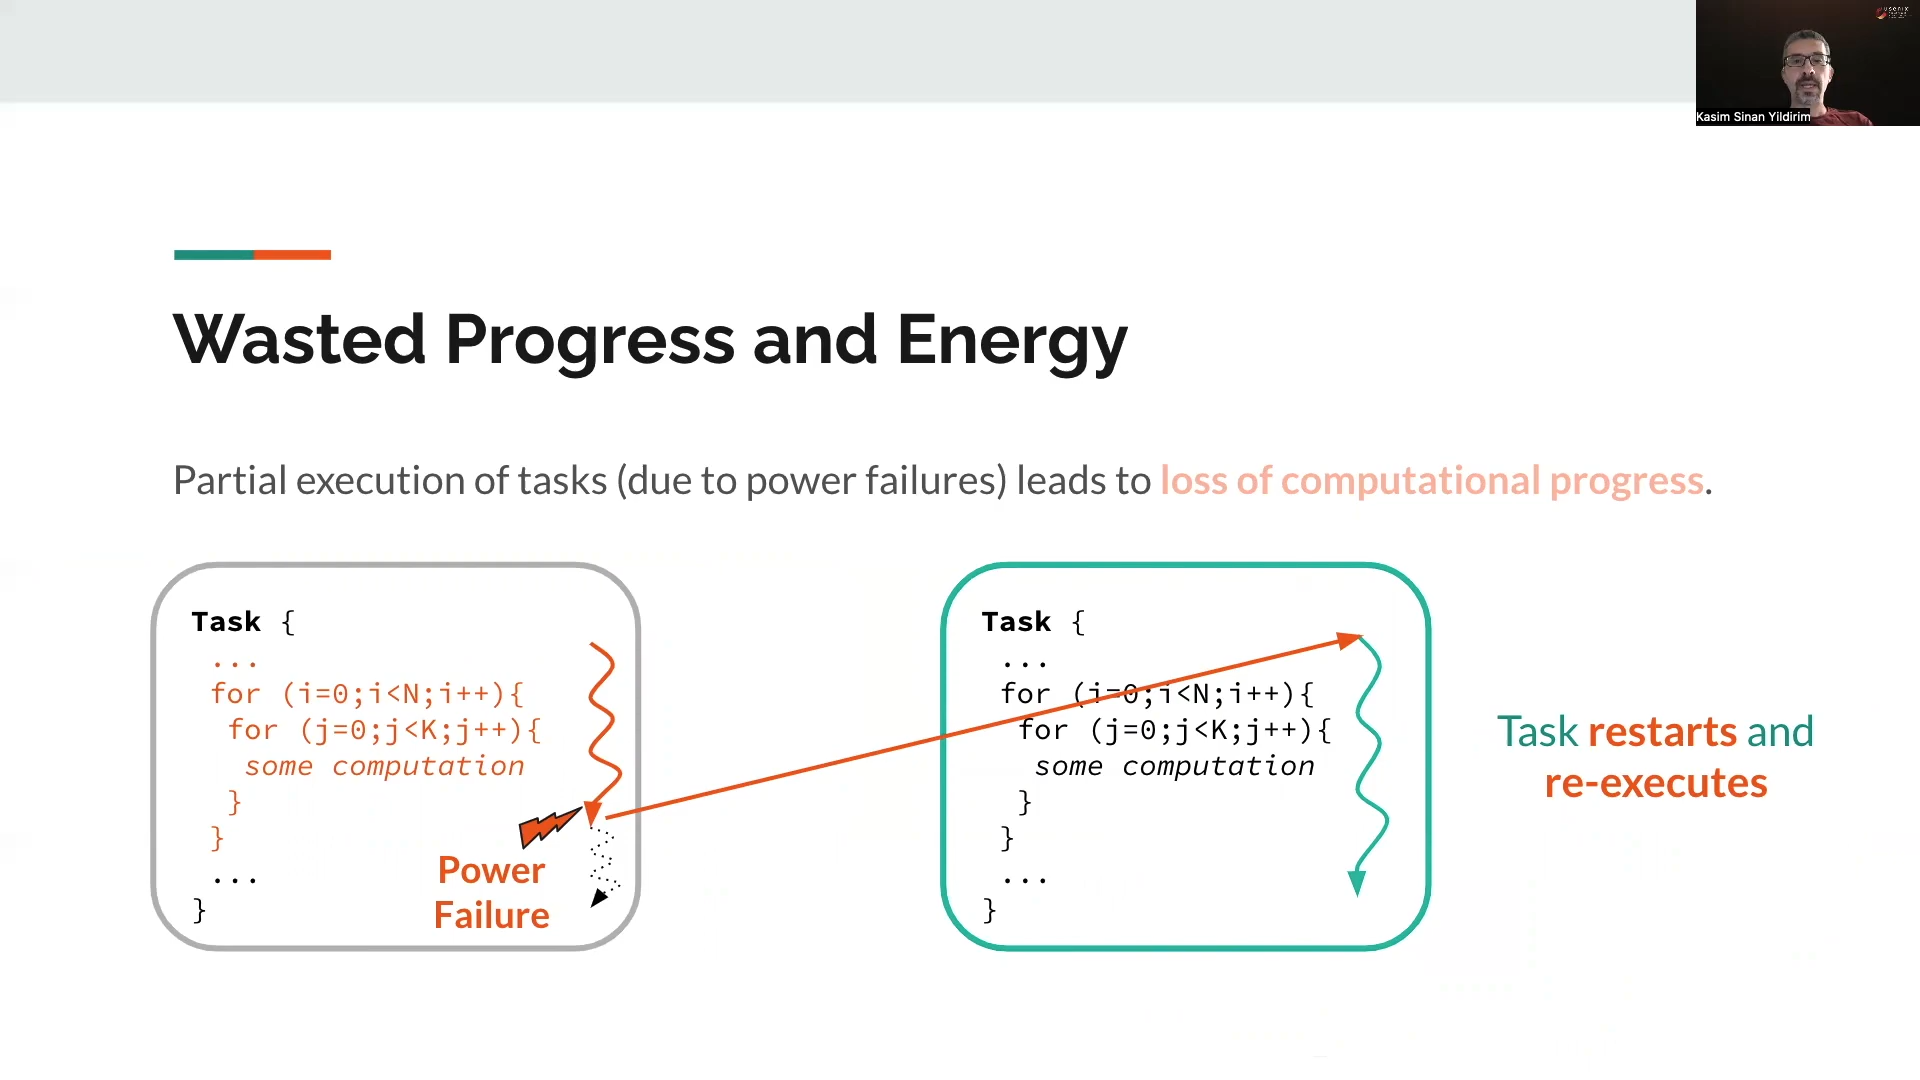 usenix
Kasim Sinan Yildirim
Wasted Progress and Energy
Partial execution of tasks (due to power failures) leads to loss of computational progress.
Task {
...
for (i=0;i<N;i++){
for (j=0;j<K;j++){
some computation
}
}
...
}
Power
Failure
Task {
...
for (i=0;i<N;i++){
for (j=0;j<K;j++){
some computation
}
}
...
}
Task restarts and
re-executes